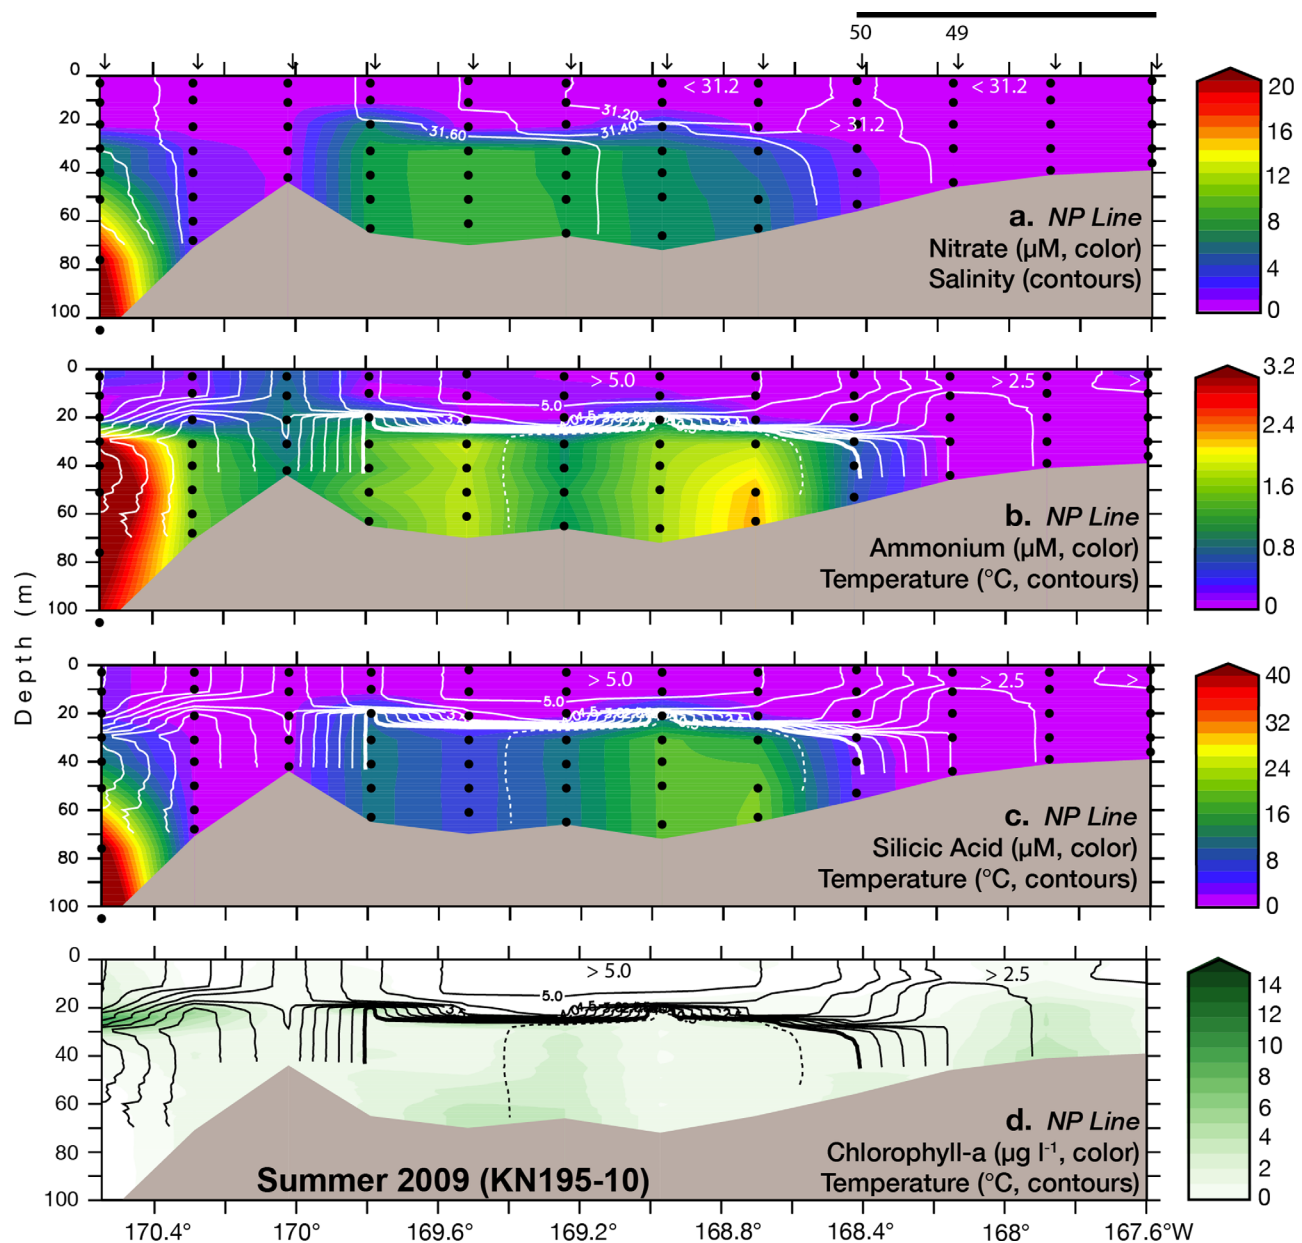 50 49
0
20
40
60
80
100
< 31.2 < 31.2
31.20
> 31.2
31.60 31.40
a. NP Line
Nitrate (µM, color)
Salinity (contours)
20
16
12
8
4
0
0
20
40
60
80
100
> 5.0 > 2.5 >
5.0
b. NP Line
Ammonium (µM, color)
Temperature (°C, contours)
3.2
2.4
1.6
0.8
0
Depth (m)
0
20
40
60
80
100
> 5.0 > 2.5 >
5.0
c. NP Line
Silicic Acid (µM, color)
Temperature (°C, contours)
40
32
24
16
8
0
0
20
40
60
80
100
> 5.0 > 2.5
5.0
d. NP Line
Chlorophyll-a (µg l⁻¹, color)
Temperature (°C, contours)
Summer 2009 (KN195-10)
14
12
10
8
6
4
2
0
170.4° 170° 169.6° 169.2° 168.8° 168.4° 168° 167.6°W